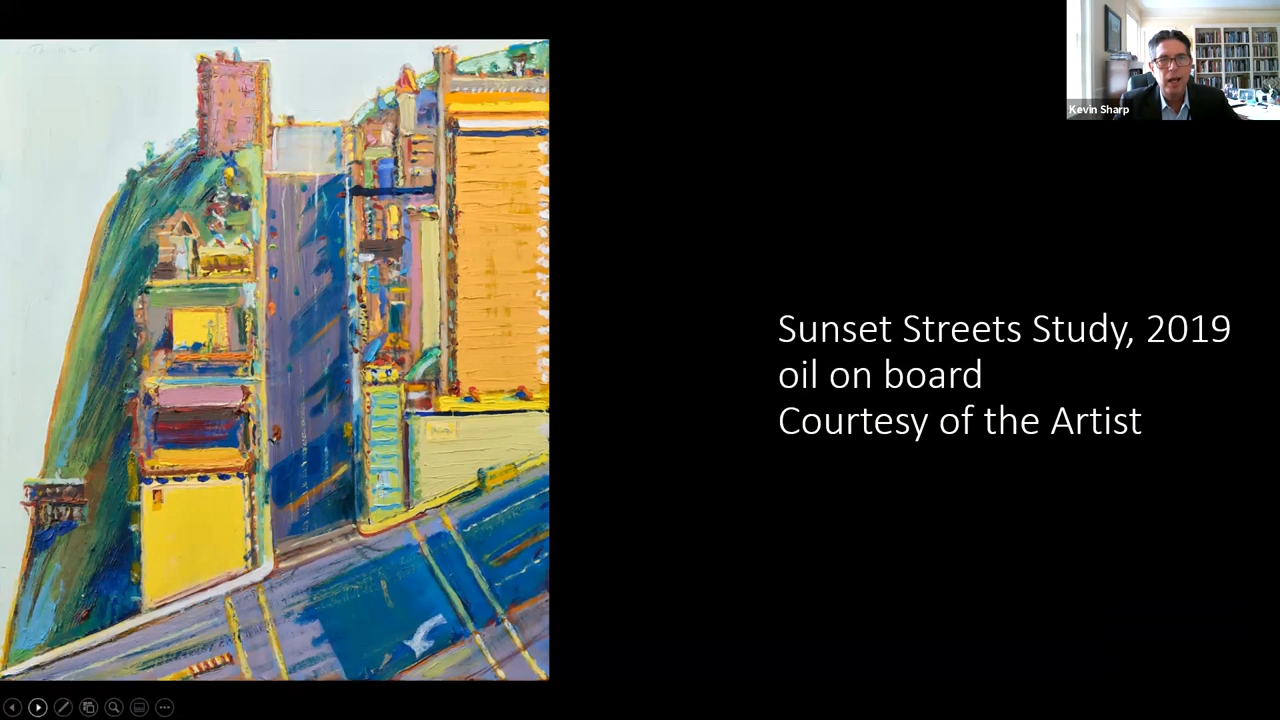 Kevin Sharp
Sunset Streets Study, 2019
oil on board
Courtesy of the Artist